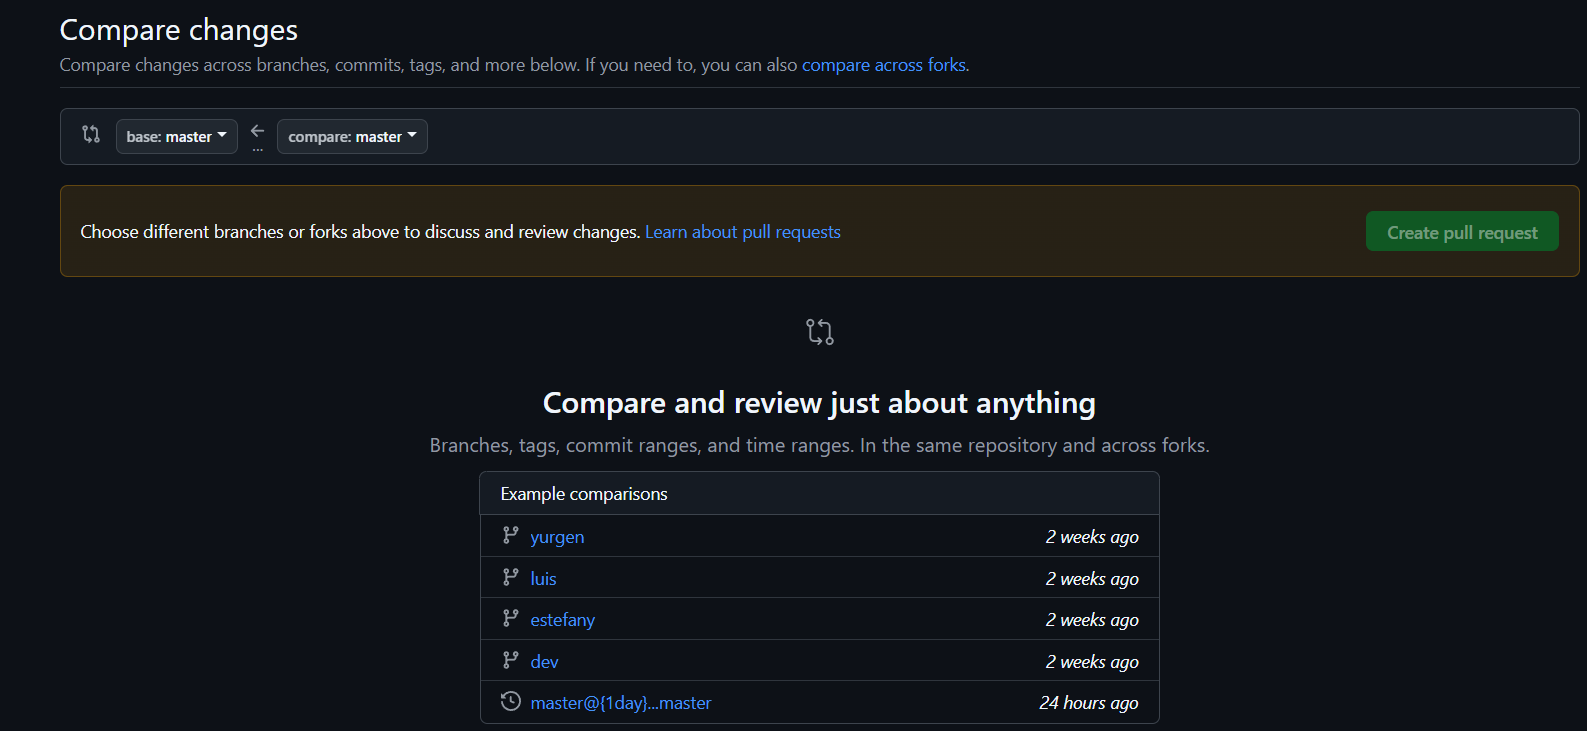 Compare changes
Compare changes across branches, commits, tags, and more below. If you need to, you can also compare across forks.
base: master
...
compare: master
Choose different branches or forks above to discuss and review changes. Learn about pull requests
Create pull request
Compare and review just about anything
Branches, tags, commit ranges, and time ranges. In the same repository and across forks.
Example comparisons
yurgen 2 weeks ago
luis 2 weeks ago
estefany 2 weeks ago
dev 2 weeks ago
master@{1day}...master 24 hours ago